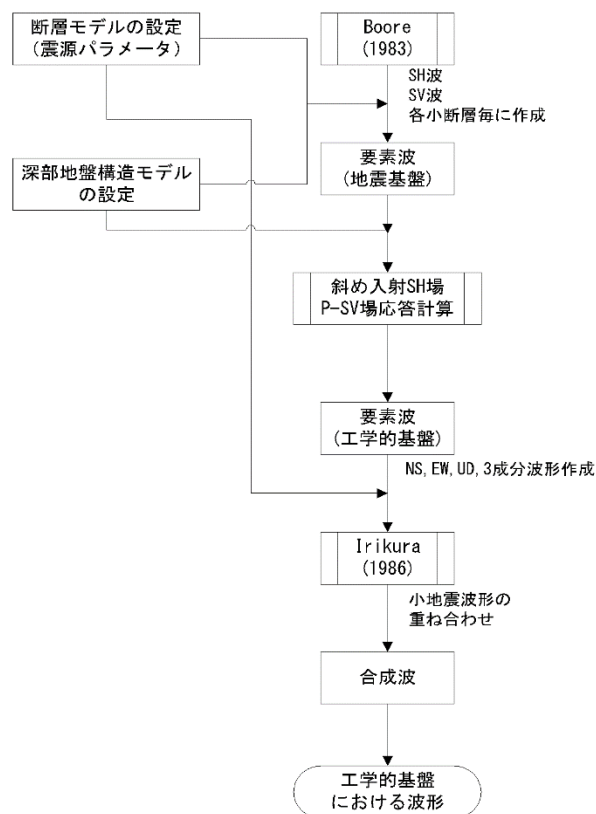 断層モデルの設定
(震源パラメータ)
Boore
(1983)
SH波
SV波
各小断層毎に作成
深部地盤構造モデル
の設定
要素波
(地震基盤)
斜め入射SH場
P-SV場応答計算
要素波
(工学的基盤)
NS,EW,UD,3成分波形作成
Irikura
(1986)
小地震波形の
重ね合わせ
合成波
工学的基盤
における波形